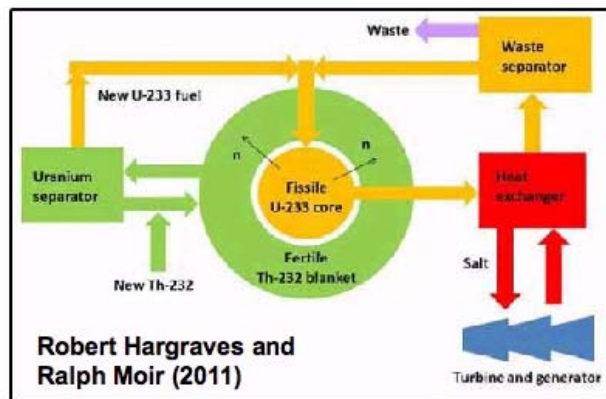 Waste
Waste
separator
New U-233 fuel
n
n
Uranium
separator
Fissile
U-233 core
Heat
exchanger
Fertile
Th-232 blanket
New Th-232
Salt
Robert Hargraves and
Ralph Moir (2011)
Turbine and generator